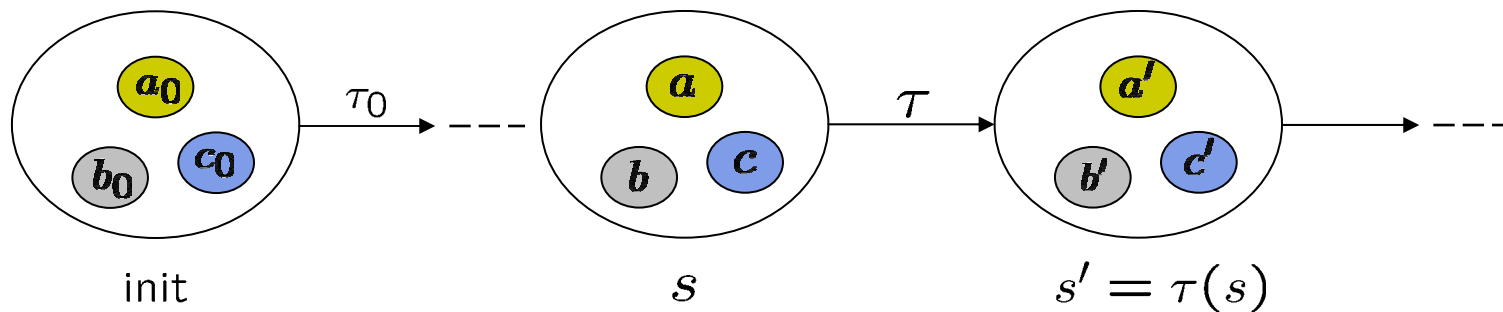 a₀ a a′
τ₀ τ
b₀ c₀ b c b′ c′
init s s′ = τ(s)